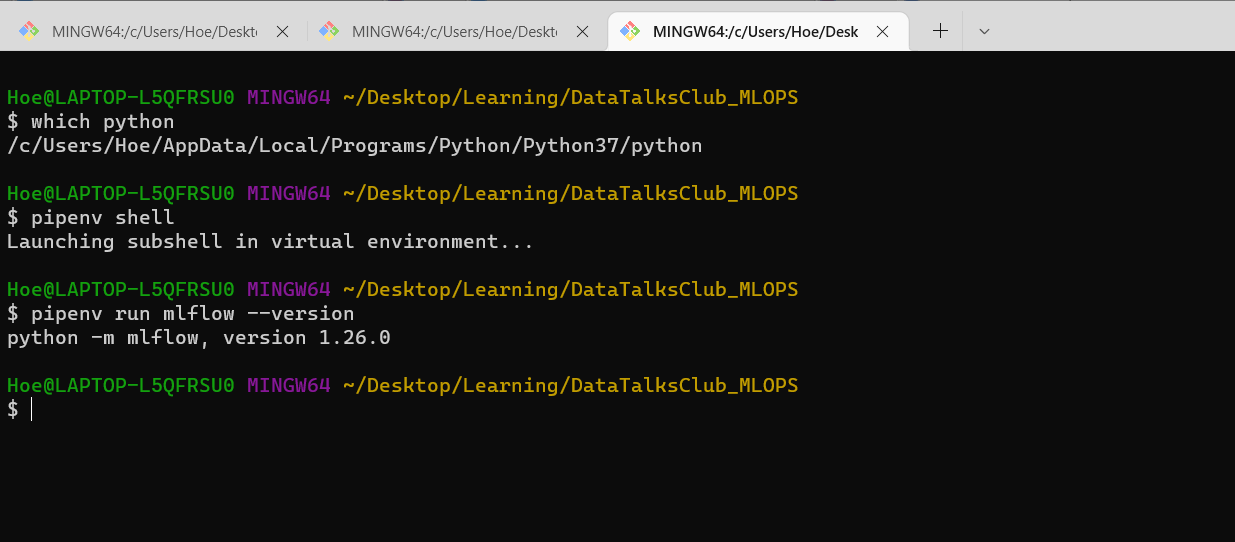 MINGW64:/c/Users/Hoe/Deskt
MINGW64:/c/Users/Hoe/Deskt
MINGW64:/c/Users/Hoe/Desk
Hoe@LAPTOP-L5QFRSU0 MINGW64 ~/Desktop/Learning/DataTalksClub_MLOPS
$ which python
/c/Users/Hoe/AppData/Local/Programs/Python/Python37/python
Hoe@LAPTOP-L5QFRSU0 MINGW64 ~/Desktop/Learning/DataTalksClub_MLOPS
$ pipenv shell
Launching subshell in virtual environment...
Hoe@LAPTOP-L5QFRSU0 MINGW64 ~/Desktop/Learning/DataTalksClub_MLOPS
$ pipenv run mlflow --version
python -m mlflow, version 1.26.0
Hoe@LAPTOP-L5QFRSU0 MINGW64 ~/Desktop/Learning/DataTalksClub_MLOPS
$